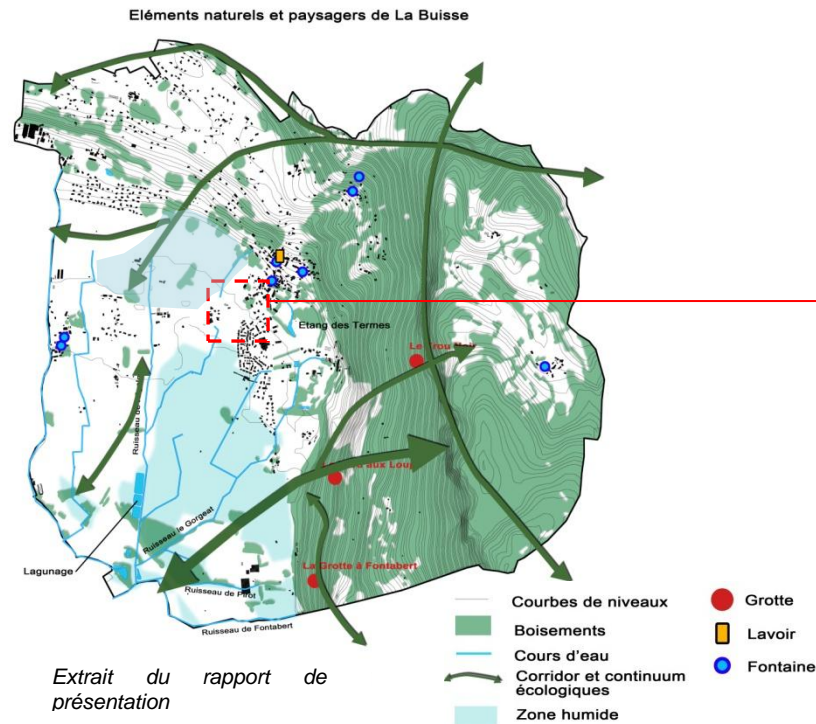 Eléments naturels et paysagers de La Buisse
Etang des Termes
Le Trou
aux Loup
La Grotte à Fontabert
Ruisseau
Ruisseau le Gorgeat
Lagunage
Ruisseau de Pitot
Ruisseau de Fontabert
Extrait du rapport de
présentation
Courbes de niveaux
Boisements
Cours d'eau
Corridor et continuum
écologiques
Zone humide
Grotte
Lavoir
Fontaine